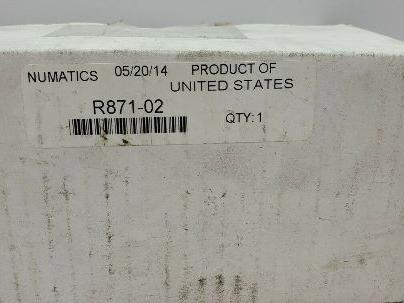 NUMATICS 05/20/14 PRODUCT OF
UNITED STATES
R871-02
QTY:1